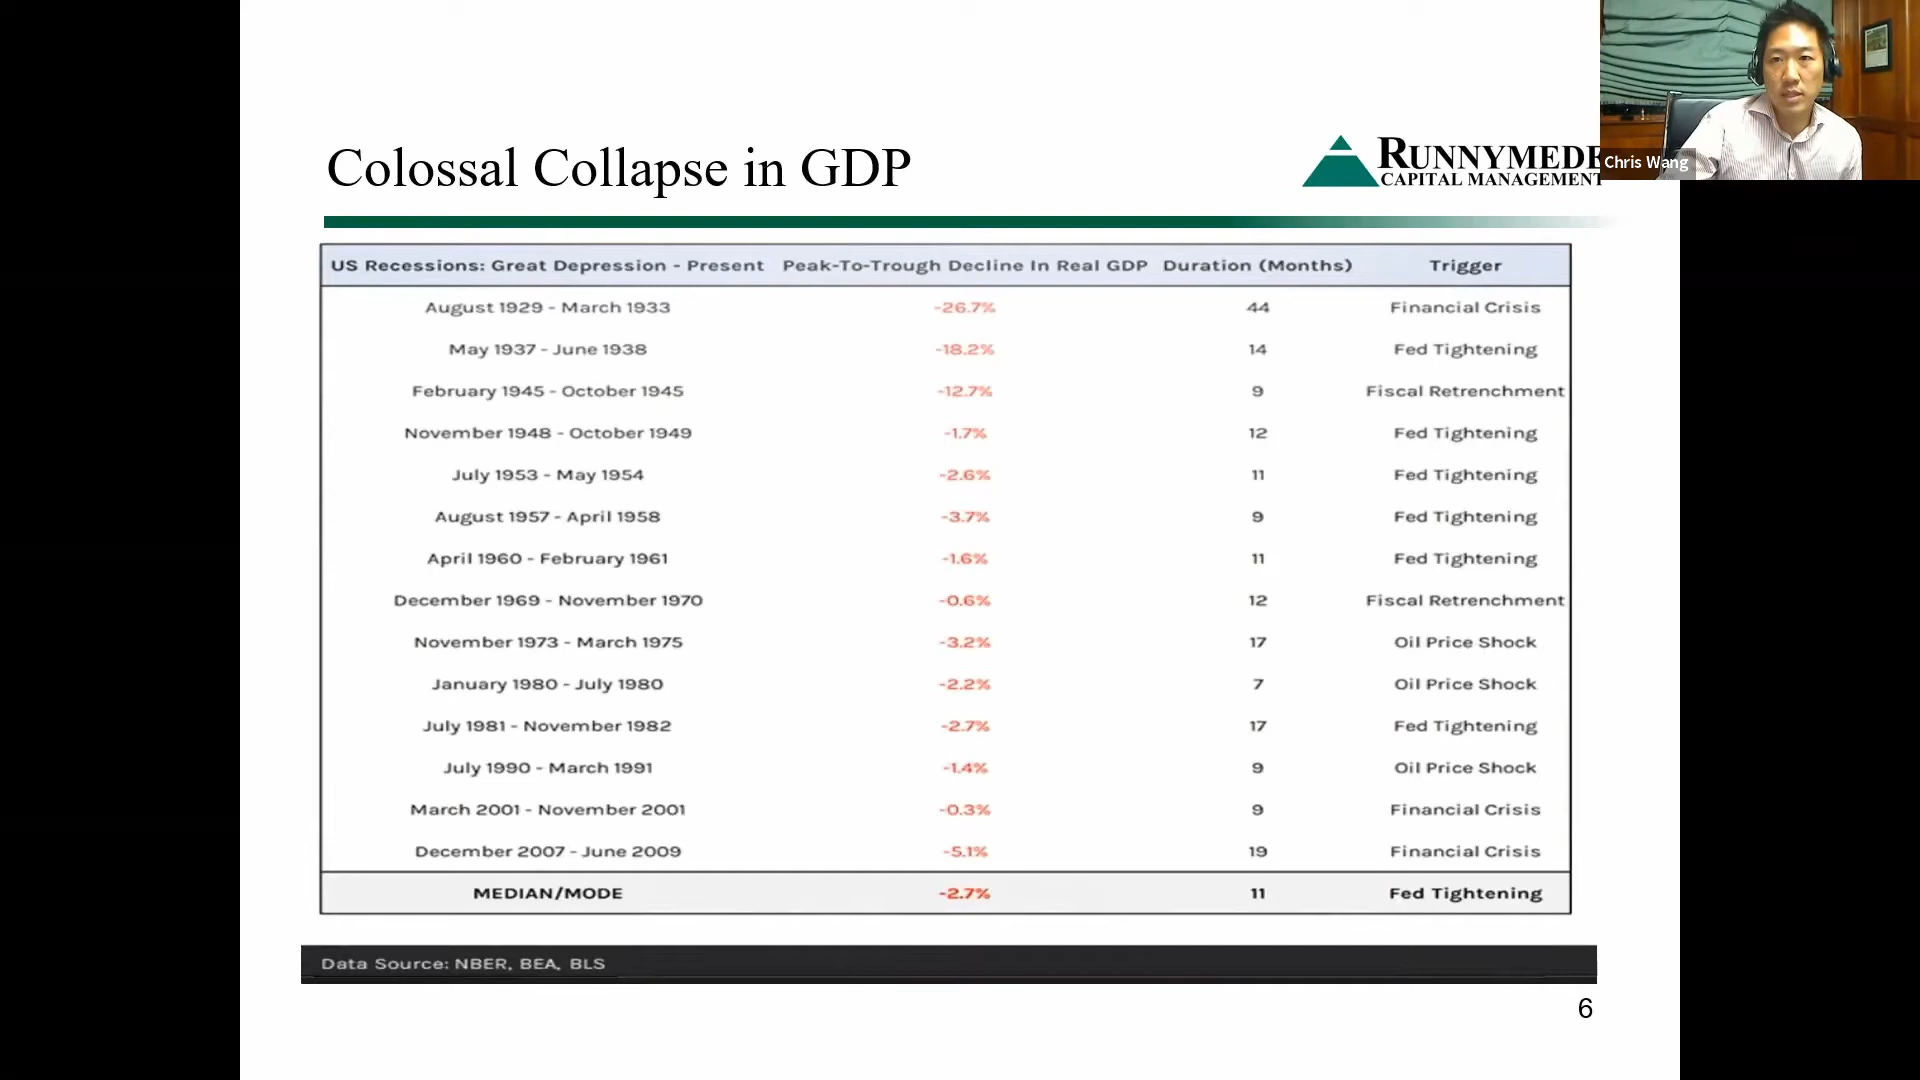 Colossal Collapse in GDP
RUNNYMEDE
CAPITAL MANAGEMENT
Chris Wang
US Recessions: Great Depression - Present Peak-To-Trough Decline In Real GDP Duration (Months) Trigger
August 1929 - March 1933 -26.7% 44 Financial Crisis
May 1937 - June 1938 -18.2% 14 Fed Tightening
February 1945 - October 1945 -12.7% 9 Fiscal Retrenchment
November 1948 - October 1949 -1.7% 12 Fed Tightening
July 1953 - May 1954 -2.6% 11 Fed Tightening
August 1957 - April 1958 -3.7% 9 Fed Tightening
April 1960 - February 1961 -1.6% 11 Fed Tightening
December 1969 - November 1970 -0.6% 12 Fiscal Retrenchment
November 1973 - March 1975 -3.2% 17 Oil Price Shock
January 1980 - July 1980 -2.2% 7 Oil Price Shock
July 1981 - November 1982 -2.7% 17 Fed Tightening
July 1990 - March 1991 -1.4% 9 Oil Price Shock
March 2001 - November 2001 -0.3% 9 Financial Crisis
December 2007 - June 2009 -5.1% 19 Financial Crisis
MEDIAN/MODE -2.7% 11 Fed Tightening
Data Source: NBER, BEA, BLS
6